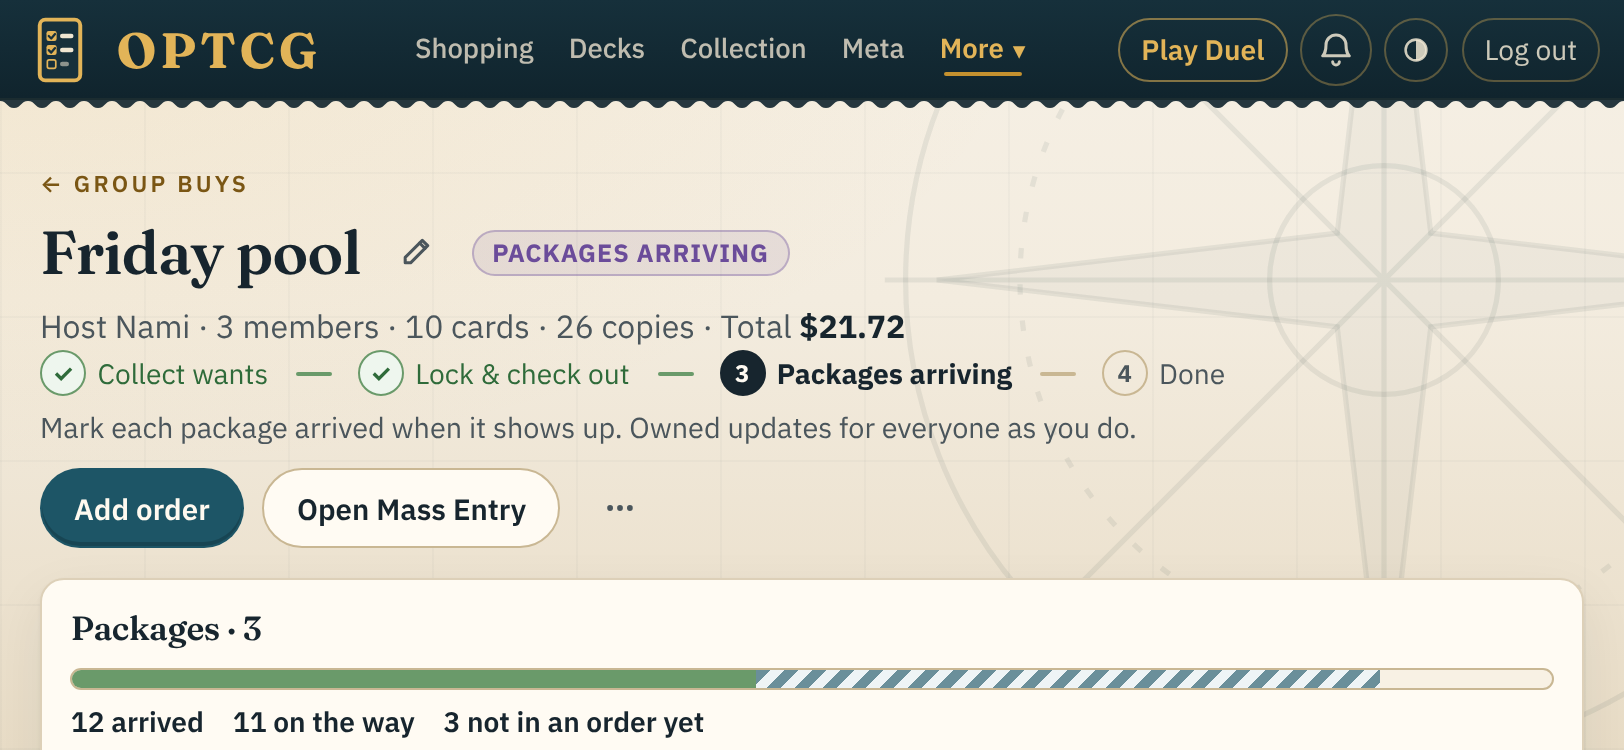 OPTCG Shopping Decks Collection Meta More ▾ Play Duel Log out
← GROUP BUYS
Friday pool PACKAGES ARRIVING
Host Nami · 3 members · 10 cards · 26 copies · Total $21.72
Collect wants — Lock & check out — 3 Packages arriving — 4 Done
Mark each package arrived when it shows up. Owned updates for everyone as you do.
Add order Open Mass Entry ···
Packages · 3
12 arrived 11 on the way 3 not in an order yet